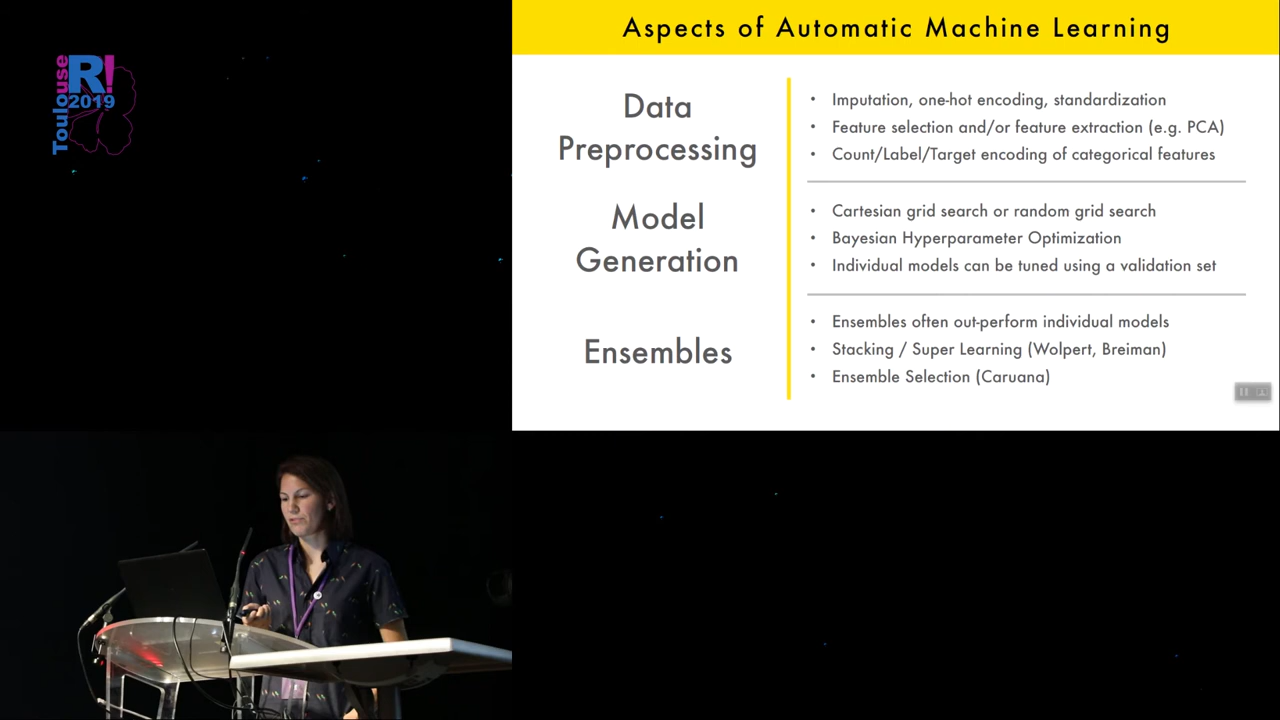 Toulouse
R!
2019
Aspects of Automatic Machine Learning
Data
Preprocessing
• Imputation, one-hot encoding, standardization
• Feature selection and/or feature extraction (e.g. PCA)
• Count/Label/Target encoding of categorical features
Model
Generation
• Cartesian grid search or random grid search
• Bayesian Hyperparameter Optimization
• Individual models can be tuned using a validation set
Ensembles
• Ensembles often out-perform individual models
• Stacking / Super Learning (Wolpert, Breiman)
• Ensemble Selection (Caruana)